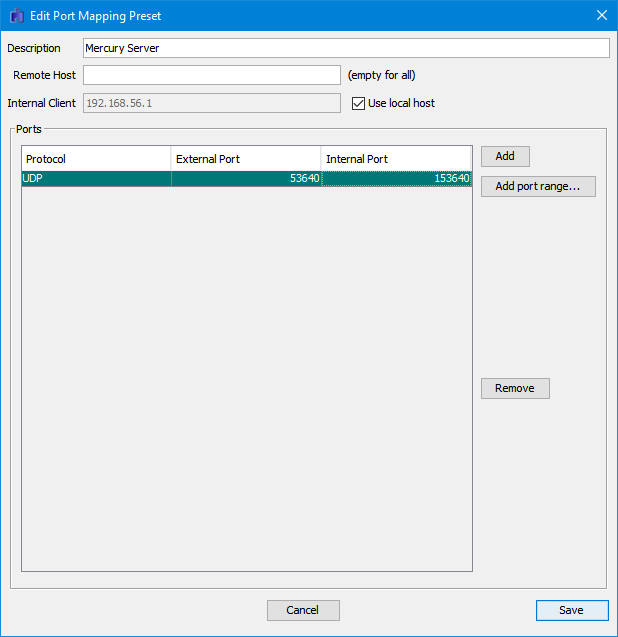 Edit Port Mapping Preset
Description Mercury Server
Remote Host (empty for all)
Internal Client 192.168.56.1 Use local host
Ports
Protocol External Port Internal Port
UDP 53640 153640
Add
Add port range...
Remove
Cancel Save